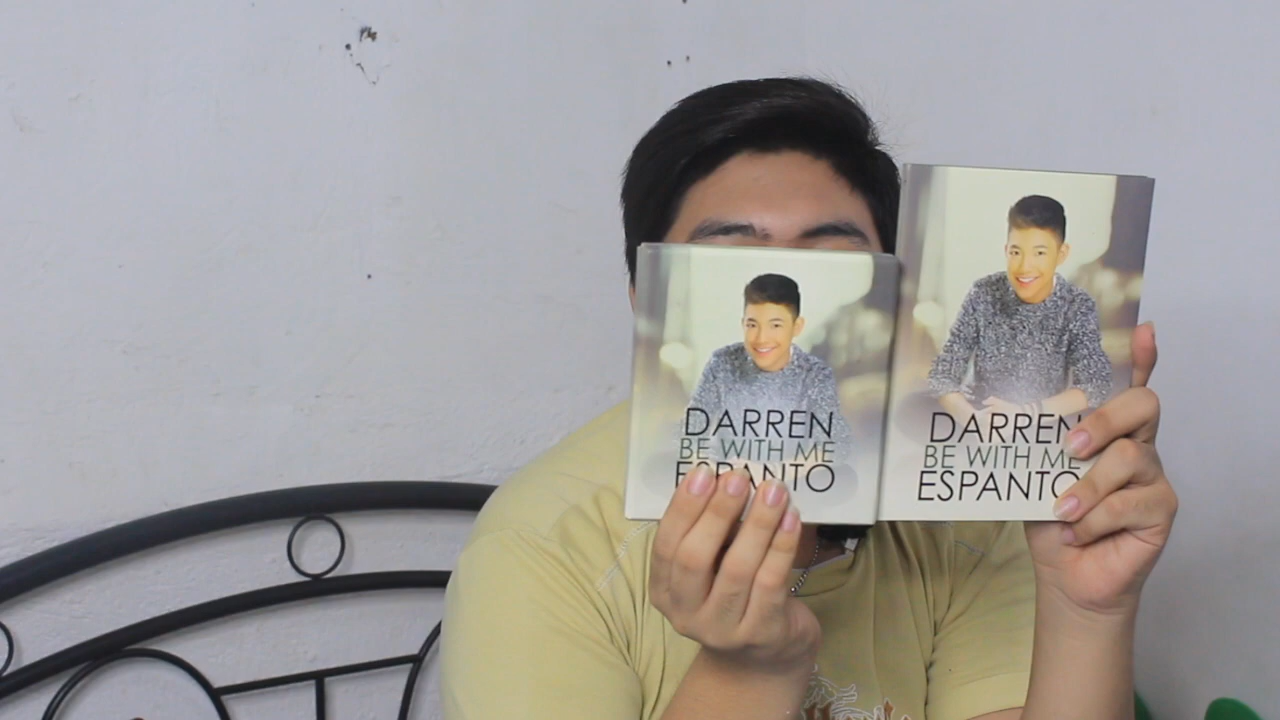 DARREN
BE WITH ME
ESPANTO
DARREN
BE WITH ME
ESPANTO